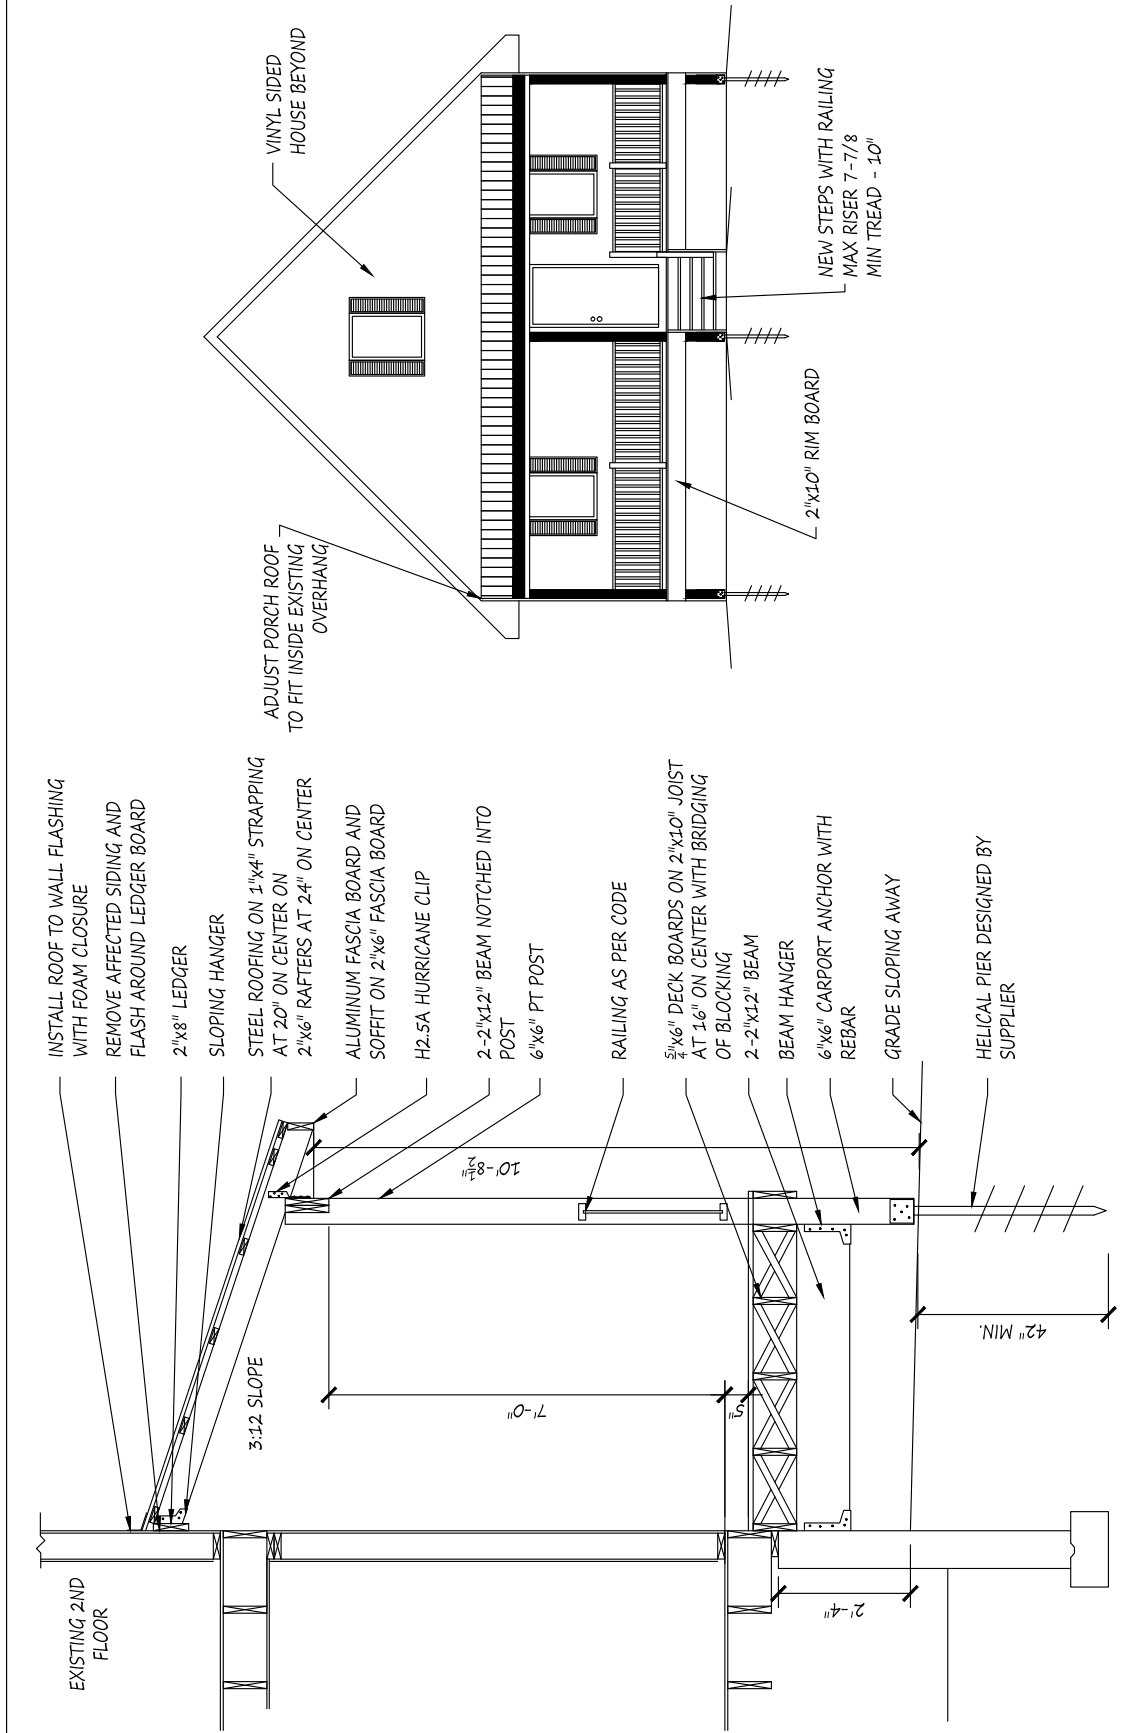 INSTALL ROOF TO WALL FLASHING
WITH FOAM CLOSURE
REMOVE AFFECTED SIDING AND
FLASH AROUND LEDGER BOARD
2"x8" LEDGER
SLOPING HANGER
STEEL ROOFING ON 1"x4" STRAPPING
AT 20" ON CENTER ON
2"x6" RAFTERS AT 24" ON CENTER
ALUMINUM FASCIA BOARD AND
SOFFIT ON 2"x6" FASCIA BOARD
H2.5A HURRICANE CLIP
2-2"x12" BEAM NOTCHED INTO
POST
6"x6" PT POST
RAILING AS PER CODE
5/4"x6" DECK BOARDS ON 2"x10" JOIST
AT 16" ON CENTER WITH BRIDGING
OF BLOCKING
2-2"x12" BEAM
BEAM HANGER
6"x6" CARPORT ANCHOR WITH
REBAR
GRADE SLOPING AWAY
HELICAL PIER DESIGNED BY
SUPPLIER
EXISTING 2ND
FLOOR
3:12 SLOPE
7'-0"
5"
10'-8 1/2"
2'-4"
42" MIN.
ADJUST PORCH ROOF
TO FIT INSIDE EXISTING
OVERHANG
VINYL SIDED
HOUSE BEYOND
2"x10" RIM BOARD
NEW STEPS WITH RAILING
MAX RISER 7-7/8
MIN TREAD - 10"